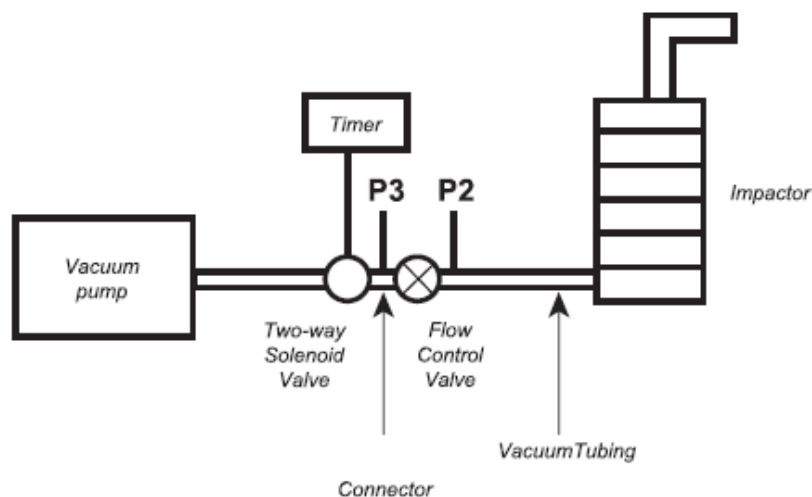 Timer
P3
P2
Impactor
Vacuum
pump
Two-way
Solenoid
Valve
Flow
Control
Valve
VacuumTubing
Connector